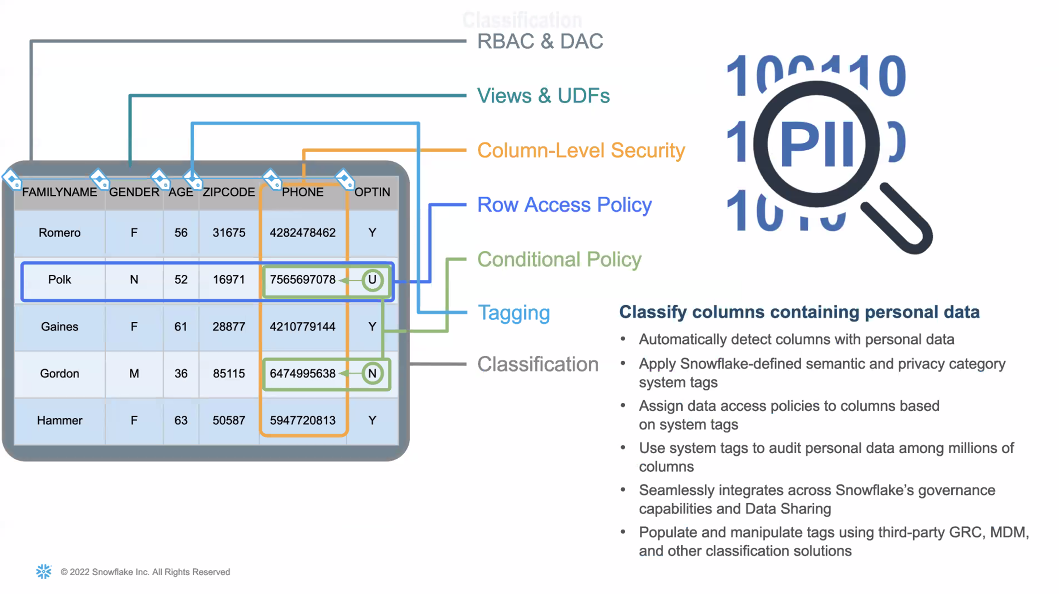 Classification
RBAC & DAC
Views & UDFs
Column-Level Security
Row Access Policy
Conditional Policy
Tagging
Classification
FAMILYNAME GENDER AGE ZIPCODE PHONE OPTIN
Romero F 56 31675 4282478462 Y
Polk N 52 16971 7565697078 U
Gaines F 61 28877 4210779144 Y
Gordon M 36 85115 6474995638 N
Hammer F 63 50587 5947720813 Y
PII
Classify columns containing personal data
• Automatically detect columns with personal data
• Apply Snowflake-defined semantic and privacy category
system tags
• Assign data access policies to columns based
on system tags
• Use system tags to audit personal data among millions of
columns
• Seamlessly integrates across Snowflake's governance
capabilities and Data Sharing
• Populate and manipulate tags using third-party GRC, MDM,
and other classification solutions
© 2022 Snowflake Inc. All Rights Reserved